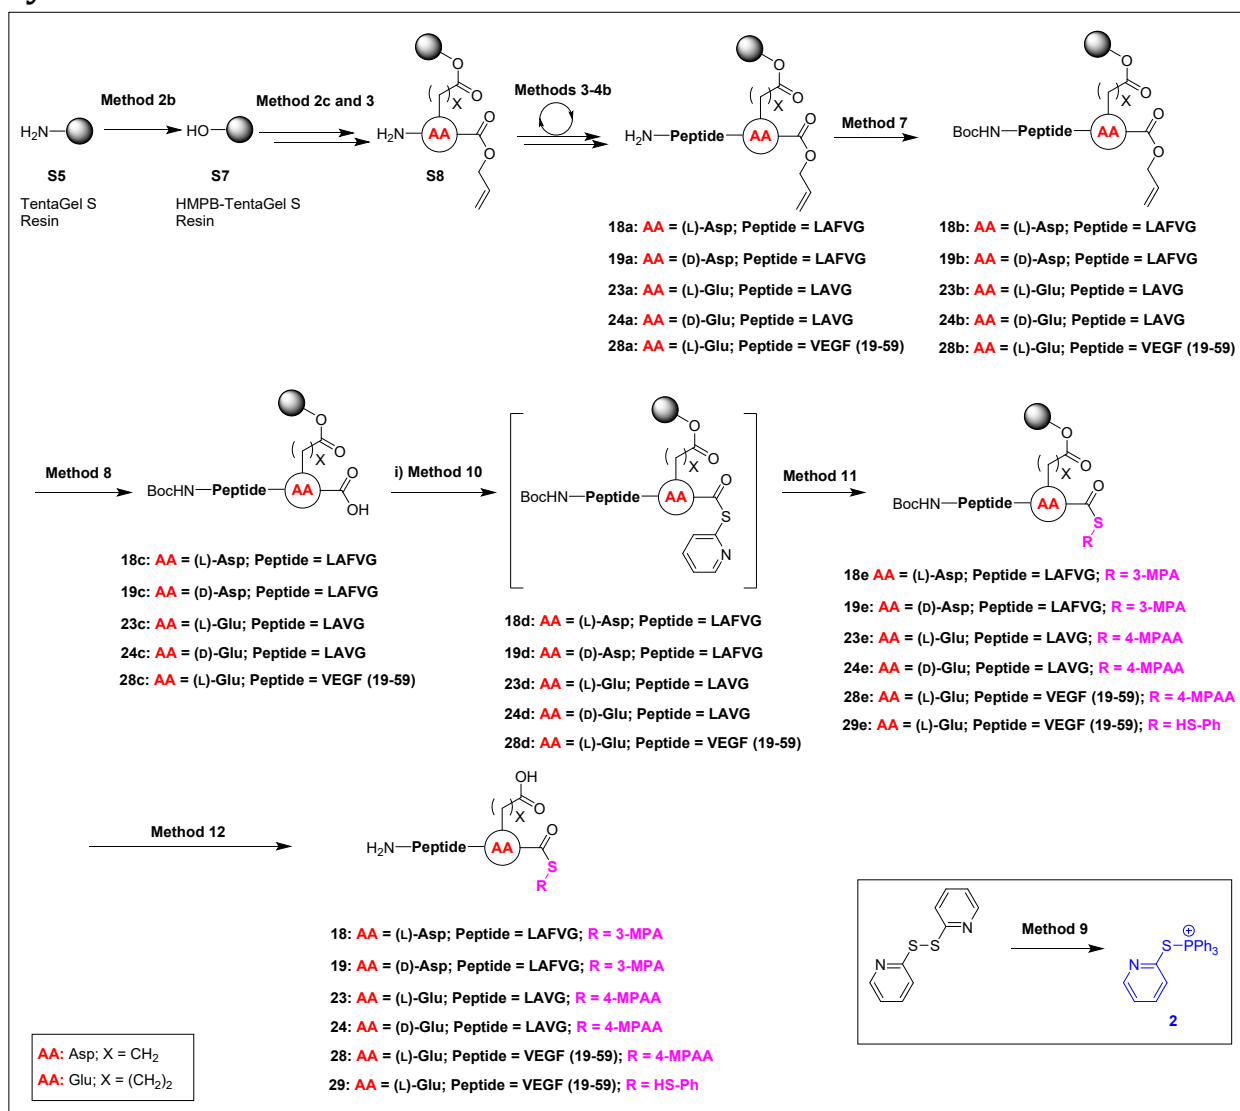 Method 2b
Method 2c and 3
Methods 3-4b
Method 7
H2N
HO
H2N
AA
X
O
O
O
O
H2N—Peptide
AA
X
O
O
O
O
BocHN—Peptide
AA
X
O
O
O
O
S5
S7
S8
TentaGel S
Resin
HMPB-TentaGel S
Resin
18a: AA = (L)-Asp; Peptide = LAFVG
19a: AA = (D)-Asp; Peptide = LAFVG
23a: AA = (L)-Glu; Peptide = LAVG
24a: AA = (D)-Glu; Peptide = LAVG
28a: AA = (L)-Glu; Peptide = VEGF (19-59)
18b: AA = (L)-Asp; Peptide = LAFVG
19b: AA = (D)-Asp; Peptide = LAFVG
23b: AA = (L)-Glu; Peptide = LAVG
24b: AA = (D)-Glu; Peptide = LAVG
28b: AA = (L)-Glu; Peptide = VEGF (19-59)
Method 8
BocHN—Peptide
AA
X
O
O
O
OH
i) Method 10
BocHN—Peptide
AA
X
O
O
O
S
N
Method 11
BocHN—Peptide
AA
X
O
O
O
S
R
18c: AA = (L)-Asp; Peptide = LAFVG
19c: AA = (D)-Asp; Peptide = LAFVG
23c: AA = (L)-Glu; Peptide = LAVG
24c: AA = (D)-Glu; Peptide = LAVG
28c: AA = (L)-Glu; Peptide = VEGF (19-59)
18d: AA = (L)-Asp; Peptide = LAFVG
19d: AA = (D)-Asp; Peptide = LAFVG
23d: AA = (L)-Glu; Peptide = LAVG
24d: AA = (D)-Glu; Peptide = LAVG
28d: AA = (L)-Glu; Peptide = VEGF (19-59)
18e AA = (L)-Asp; Peptide = LAFVG; R = 3-MPA
19e: AA = (D)-Asp; Peptide = LAFVG; R = 3-MPA
23e: AA = (L)-Glu; Peptide = LAVG; R = 4-MPAA
24e: AA = (D)-Glu; Peptide = LAVG; R = 4-MPAA
28e: AA = (L)-Glu; Peptide = VEGF (19-59); R = 4-MPAA
29e: AA = (L)-Glu; Peptide = VEGF (19-59); R = HS-Ph
Method 12
H2N—Peptide
AA
X
OH
O
O
S
R
18: AA = (L)-Asp; Peptide = LAFVG; R = 3-MPA
19: AA = (D)-Asp; Peptide = LAFVG; R = 3-MPA
23: AA = (L)-Glu; Peptide = LAVG; R = 4-MPAA
24: AA = (D)-Glu; Peptide = LAVG; R = 4-MPAA
28: AA = (L)-Glu; Peptide = VEGF (19-59); R = 4-MPAA
29: AA = (L)-Glu; Peptide = VEGF (19-59); R = HS-Ph
AA: Asp; X = CH2
AA: Glu; X = (CH2)2
N
S-S
N
Method 9
S-PPh3
⊕
N
2